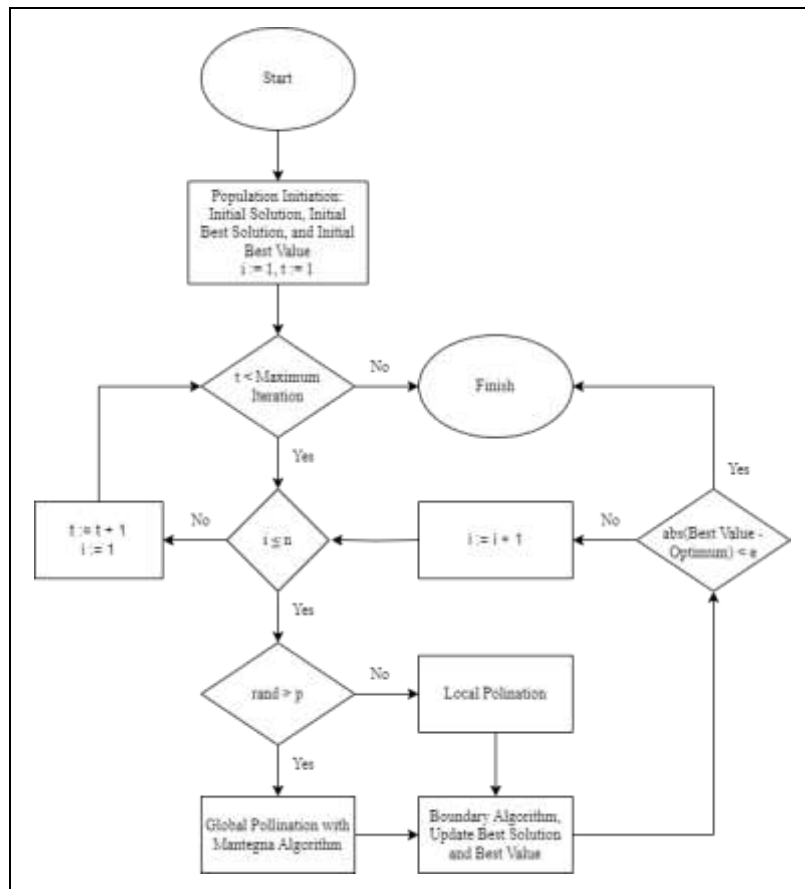 Start
Population Initiation:
Initial Solution, Initial
Best Solution, and Initial
Best Value
i := 1, t := 1
t < Maximum
Iteration
No
Finish
Yes
Yes
t := t + 1
i := 1
No
i ≤ n
i := i + 1
No
abs(Best Value -
Optimum) < e
Yes
rand > p
No
Local Polination
Yes
Global Pollination with
Mantegna Algorithm
Boundary Algorithm,
Update Best Solution
and Best Value